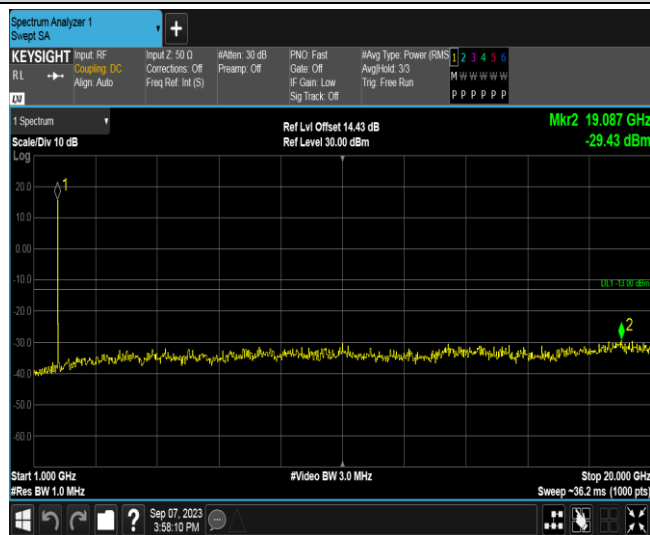 Spectrum Analyzer 1
Swept SA
+
KEYSIGHT
RL
LXI
Input: RF
Coupling: DC
Align: Auto
Input Z: 50 Ω
Corrections: Off
Freq Ref: Int (S)
#Atten: 30 dB
Preamp: Off
PNO: Fast
Gate: Off
IF Gain: Low
Sig Track: Off
#Avg Type: Power (RMS
Avg|Hold: 3/3
Trig: Free Run
1 2 3 4 5 6
M W W W W W
P P P P P P
1 Spectrum
Scale/Div 10 dB
Log
Ref Lvl Offset 14.43 dB
Ref Level 30.00 dBm
Mkr2 19.087 GHz
-29.43 dBm
1
20.0
10.0
0.00
-10.0
DL1 -13.00 dBm
-20.0
2
-30.0
-40.0
-50.0
-60.0
Start 1.000 GHz
#Res BW 1.0 MHz
#Video BW 3.0 MHz
Stop 20.000 GHz
Sweep ~36.2 ms (1000 pts)
?
Sep 07, 2023
3:58:10 PM